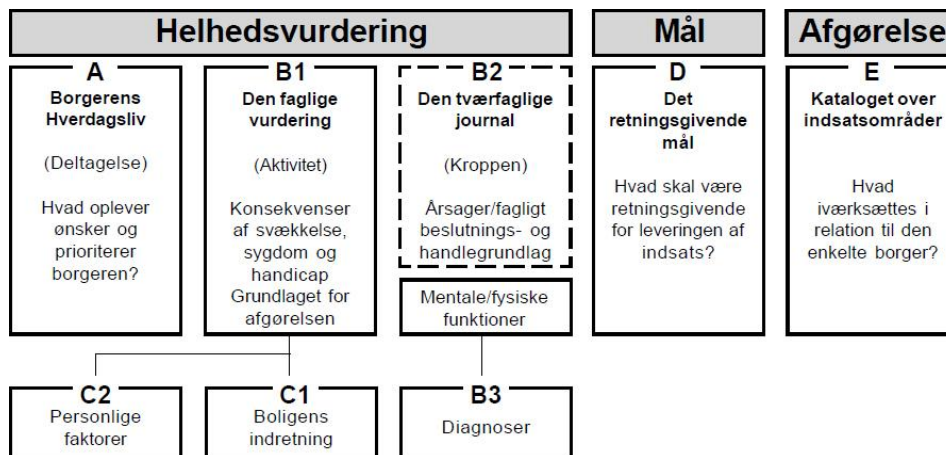 Helhedsvurdering
Mål
Afgørelse
A
Borgerens
Hverdagsliv
(Deltagelse)
Hvad oplever
ønsker og
prioriterer
borgeren?
B1
Den faglige
vurdering
(Aktivitet)
Konsekvenser
af svækkelse,
sygdom og
handicap
Grundlaget for
afgørelsen
B2
Den tværfaglige
journal
(Kroppen)
Årsager/fagligt
beslutnings- og
handlegrundlag
Mentale/fysiske
funktioner
D
Det
retningsgivende
mål
Hvad skal være
retningsgivende
for leveringen af
indsats?
E
Kataloget over
indsatsområder
Hvad
iværksættes i
relation til den
enkelte borger?
C2
Personlige
faktorer
C1
Boligens
indretning
B3
Diagnoser